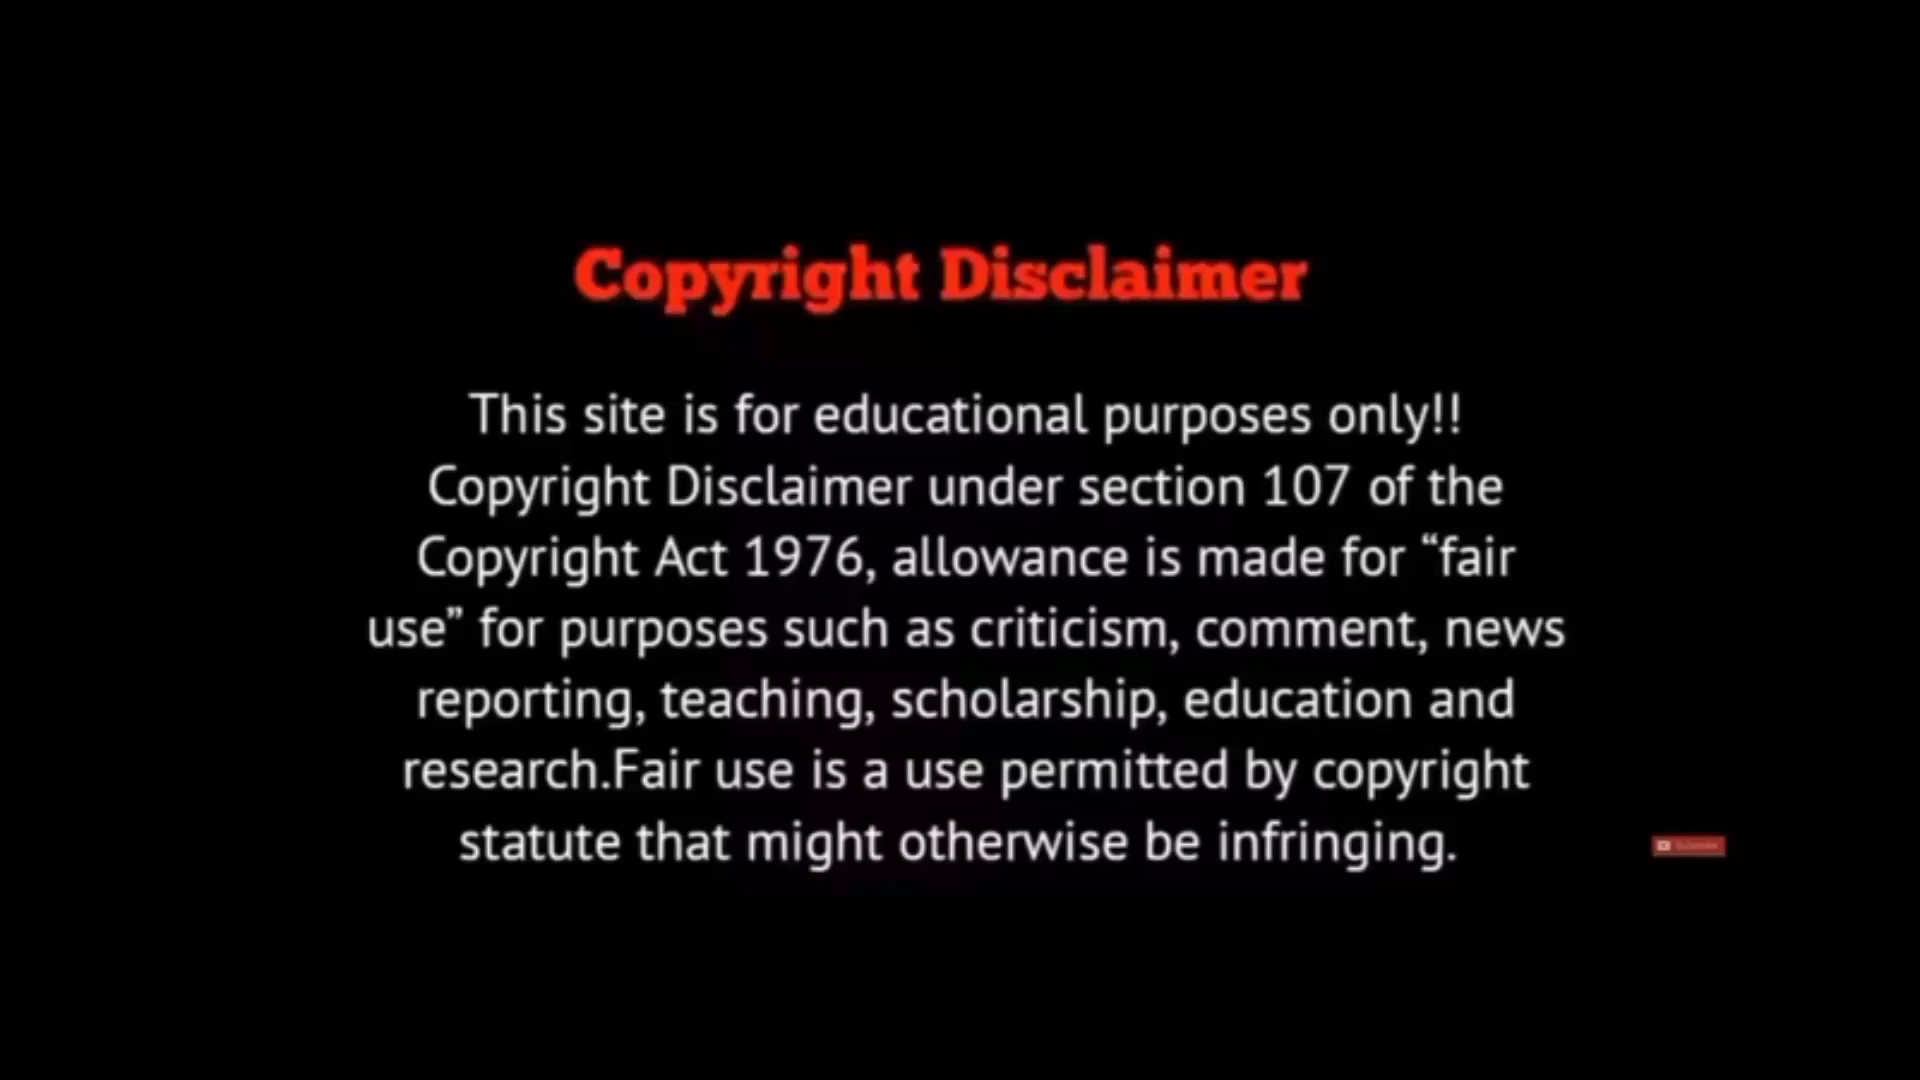 Copyright Disclaimer
This site is for educational purposes only!!
Copyright Disclaimer under section 107 of the
Copyright Act 1976, allowance is made for “fair
use” for purposes such as criticism, comment, news
reporting, teaching, scholarship, education and
research.Fair use is a use permitted by copyright
statute that might otherwise be infringing.